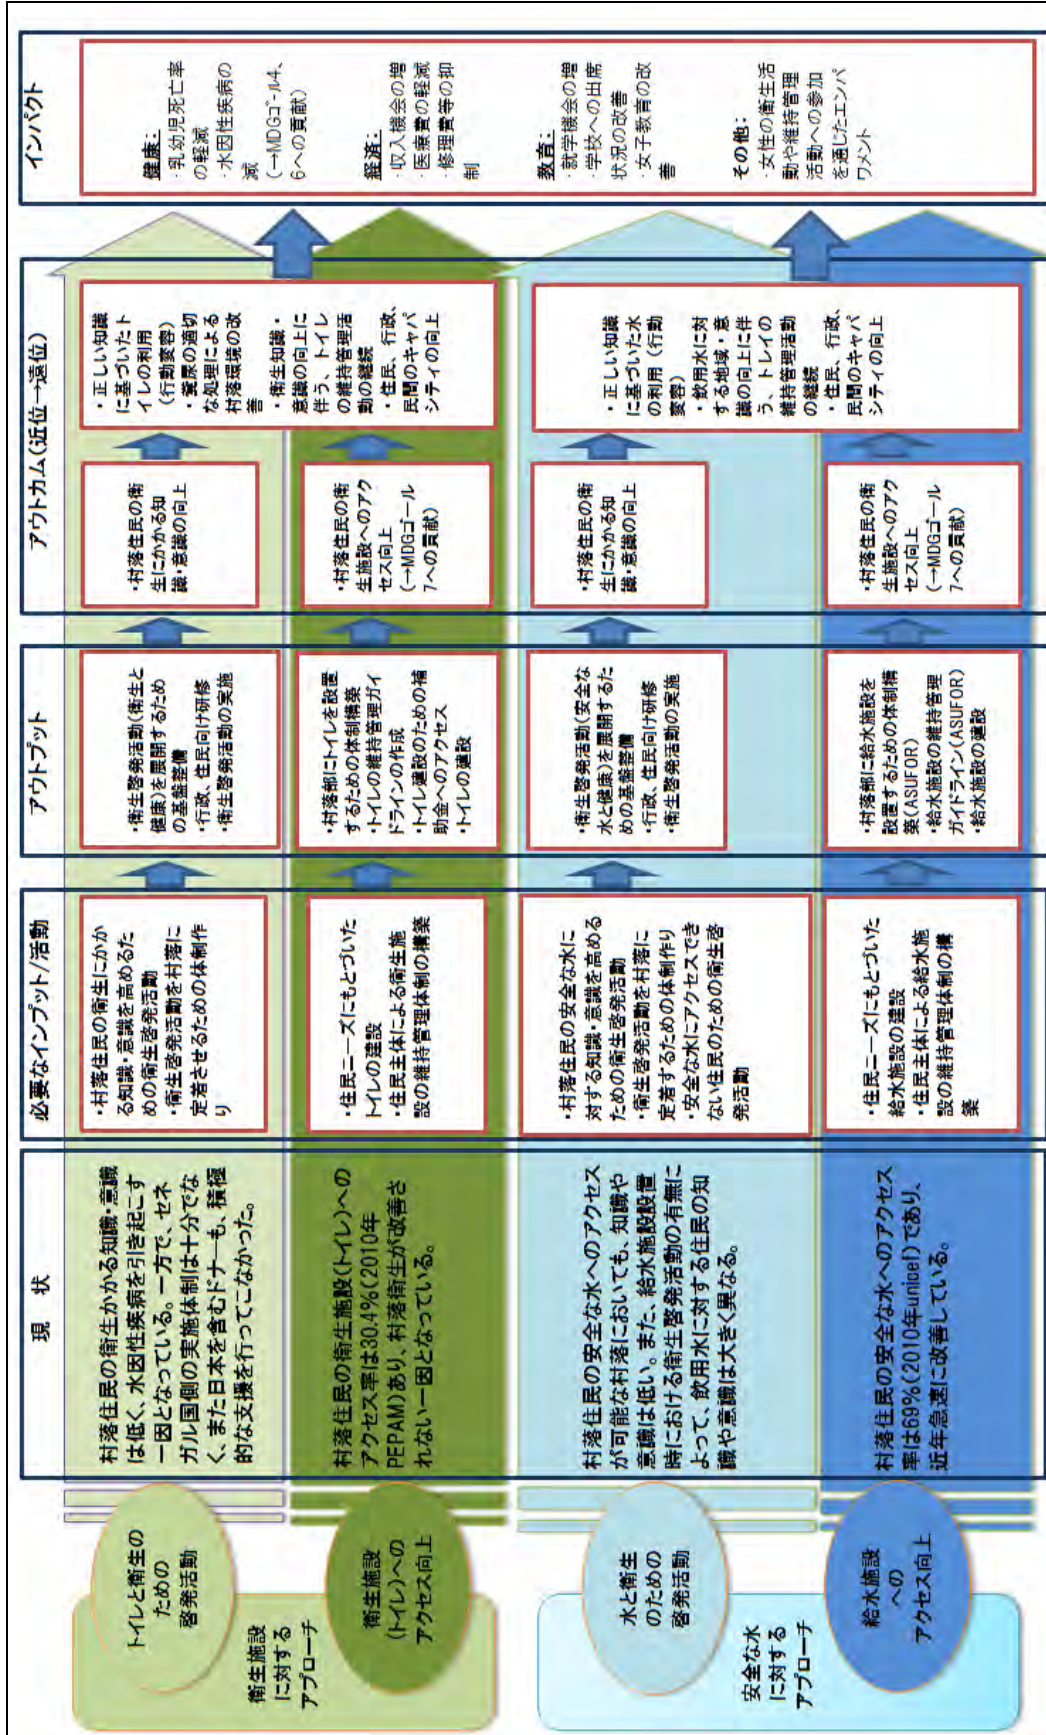 現　状
必要なインプット/活動
アウトプット
アウトカム(近位→遠位)
インパクト
衛生施設
に対する
アプローチ
トイレと衛生の
ための
啓発活動
村落住民の衛生かかる知識・意識
は低く、水因性疾病を引き起こす
一因となっている。一方で、セネ
ガル国側の実施体制は十分でな
く、また日本を含むドナーも、積極
的な支援を行ってこなかった。
・村落住民の衛生にかか
る知識・意識を高めるた
めの衛生啓発活動
・衛生啓発活動を村落に
定着させるための体制作
り
・衛生啓発活動(衛生と
健康)を展開するための
の基盤整備
・行政、住民向け研修
・衛生啓発活動の実施
・村落住民の衛
生にかかる知
識・意識の向上
衛生施設
(トイレ)への
アクセス向上
村落住民の衛生施設(トイレ)への
アクセス率は30.4%(2010年
PEPAM)あり、村落衛生が改善さ
れない一因となっている。
・住民ニーズにもとづいた
トイレの建設
・住民主体による衛生施
設の維持管理体制の構築
・村落部にトイレを設置
するための体制構築
・トイレの維持管理ガイ
ドラインの作成
・トイレ建設のための補
助金へのアクセス
・トイレの建設
・村落住民の衛
生施設へのアク
セス向上
(→MDGゴール
7への貢献)
・正しい知識
に基づいたト
イレの利用
(行動変容)
・糞尿の適切
な処理による
村落環境の改
善
・衛生知識・
意識の向上に
伴う、トイレ
の維持管理活
動の継続
・住民、行政、
民間のキャパ
シティの向上
安全な水
に対する
アプローチ
水と衛生
のための
啓発活動
村落住民の安全な水へのアクセス
が可能な村落においても、知識や
意識は低い。また、給水施設設置
時における衛生啓発活動の有無に
よって、飲用水に対する住民の知
識や意識は大きく異なる。
・村落住民の安全な水に
対する知識・意識を高める
ための衛生啓発活動
・衛生啓発活動を村落に
定着するための体制作り
・安全な水にアクセスでき
ない住民のための衛生啓
発活動
・衛生啓発活動(安全な
水と健康)を展開するた
めの基盤整備
・行政、住民向け研修
・衛生啓発活動の実施
・村落住民の衛
生にかかる知
識・意識の向上
給水施設
への
アクセス向上
村落住民の安全な水へのアクセス
率は69%(2010年unicef)であり、
近年急速に改善している。
・住民ニーズにもとづいた
給水施設の建設
・住民主体による給水施
設の維持管理体制の構
築
・村落部に給水施設を
設置するための体制構
築(ASUFOR)
・給水施設の維持管理
ガイドライン(ASUFOR)
・給水施設の建設
・村落住民の衛
生施設へのアク
セス向上
(→MDGゴール
7への貢献)
・正しい知識
に基づいた水
の利用(行動
変容)
・飲用水に対
する地域・意
識の向上に伴
う、トレイの
維持管理活動
の継続
・住民、行政、
民間のキャパ
シティの向上
健康：
・乳幼児死亡率
の軽減
・水因性疾病の
減
(→MDGゴール4、
6への貢献)
経済：
・収入機会の増
・医療費の軽減
・修理費等の抑
制
教育：
・就学機会の増
・学校への出席
状況の改善
・女子教育の改
善
その他：
・女性の衛生活
動や維持管理
活動への参加
を通じたエンパ
ワメント